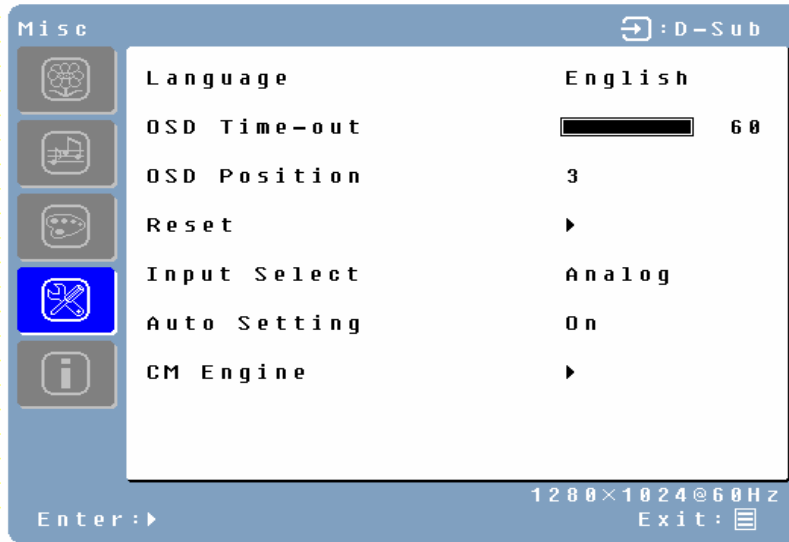 Misc :D-Sub
Language English
OSD Time-out 60
OSD Position 3
Reset
Input Select Analog
Auto Setting On
CM Engine
1280×1024@60Hz
Enter: Exit: